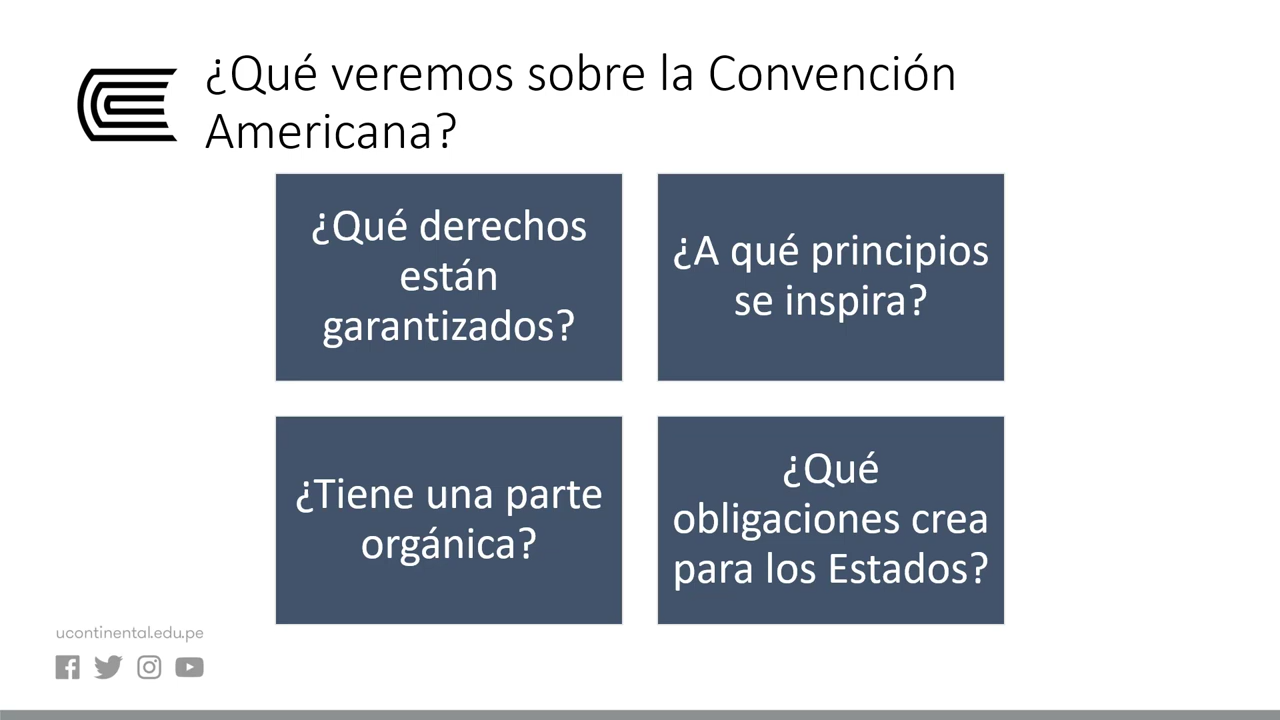 ¿Qué veremos sobre la Convención
Americana?
¿Qué derechos
están
garantizados?
¿A qué principios
se inspira?
¿Tiene una parte
orgánica?
¿Qué
obligaciones crea
para los Estados?
ucontinental.edu.pe